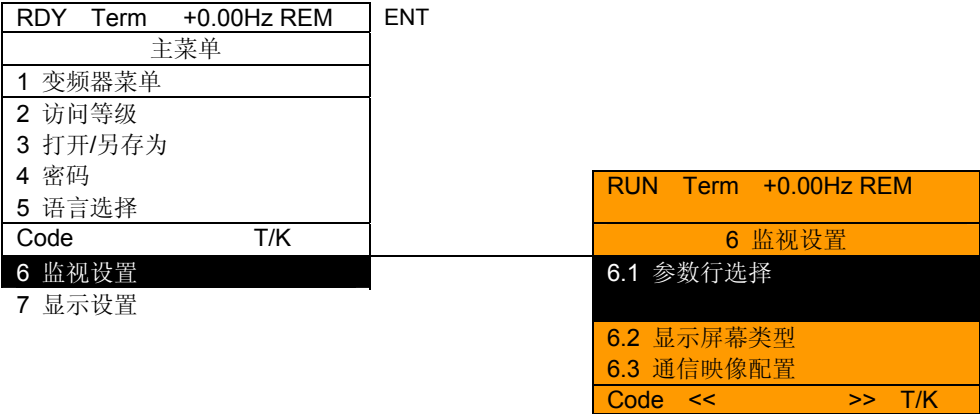 RDY Term +0.00Hz REM
ENT
主菜单
1 变频器菜单
2 访问等级
3 打开/另存为
4 密码
5 语言选择
Code T/K
6 监视设置
7 显示设置
RUN Term +0.00Hz REM
6 监视设置
6.1 参数行选择
6.2 显示屏幕类型
6.3 通信映像配置
Code << >> T/K